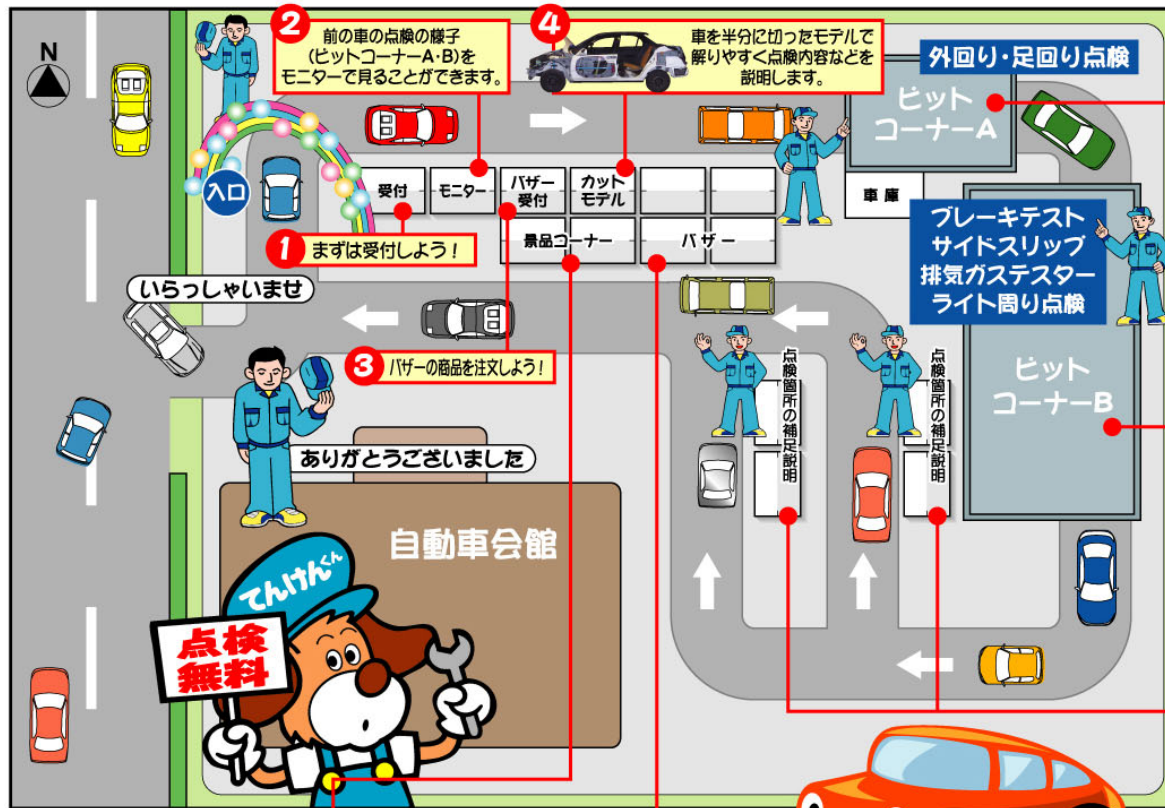 N
2
前の車の点検の様子
(ピットコーナーA・B)を
モニターで見ることができます。
4
車を半分に切ったモデルで
解りやすく点検内容などを
説明します。
外回り・足回り点検
ピット
コーナーA
入口
受付
モニター
バザー
受付
カット
モデル
車庫
1
まずは受付しよう!
景品コーナー
バザー
ブレーキテスト
サイドスリップ
排気ガステスター
ライト周り点検
いらっしゃいませ
3
バザーの商品を注文しよう!
点検箇所の補足説明
点検箇所の補足説明
ピット
コーナーB
ありがとうございました
自動車会館
てんけんくん
点検
無料